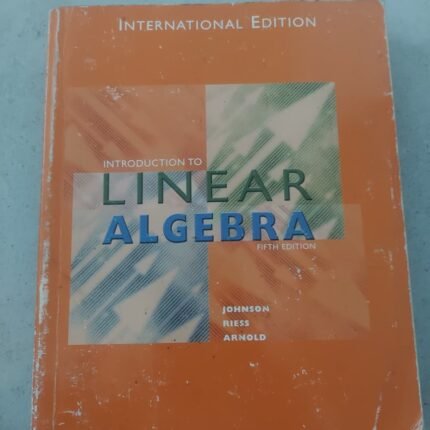 INTERNATIONAL EDITION
INTRODUCTION TO
LINEAR
ALGEBRA
FIFTH EDITION
JOHNSON
RIESS
ARNOLD